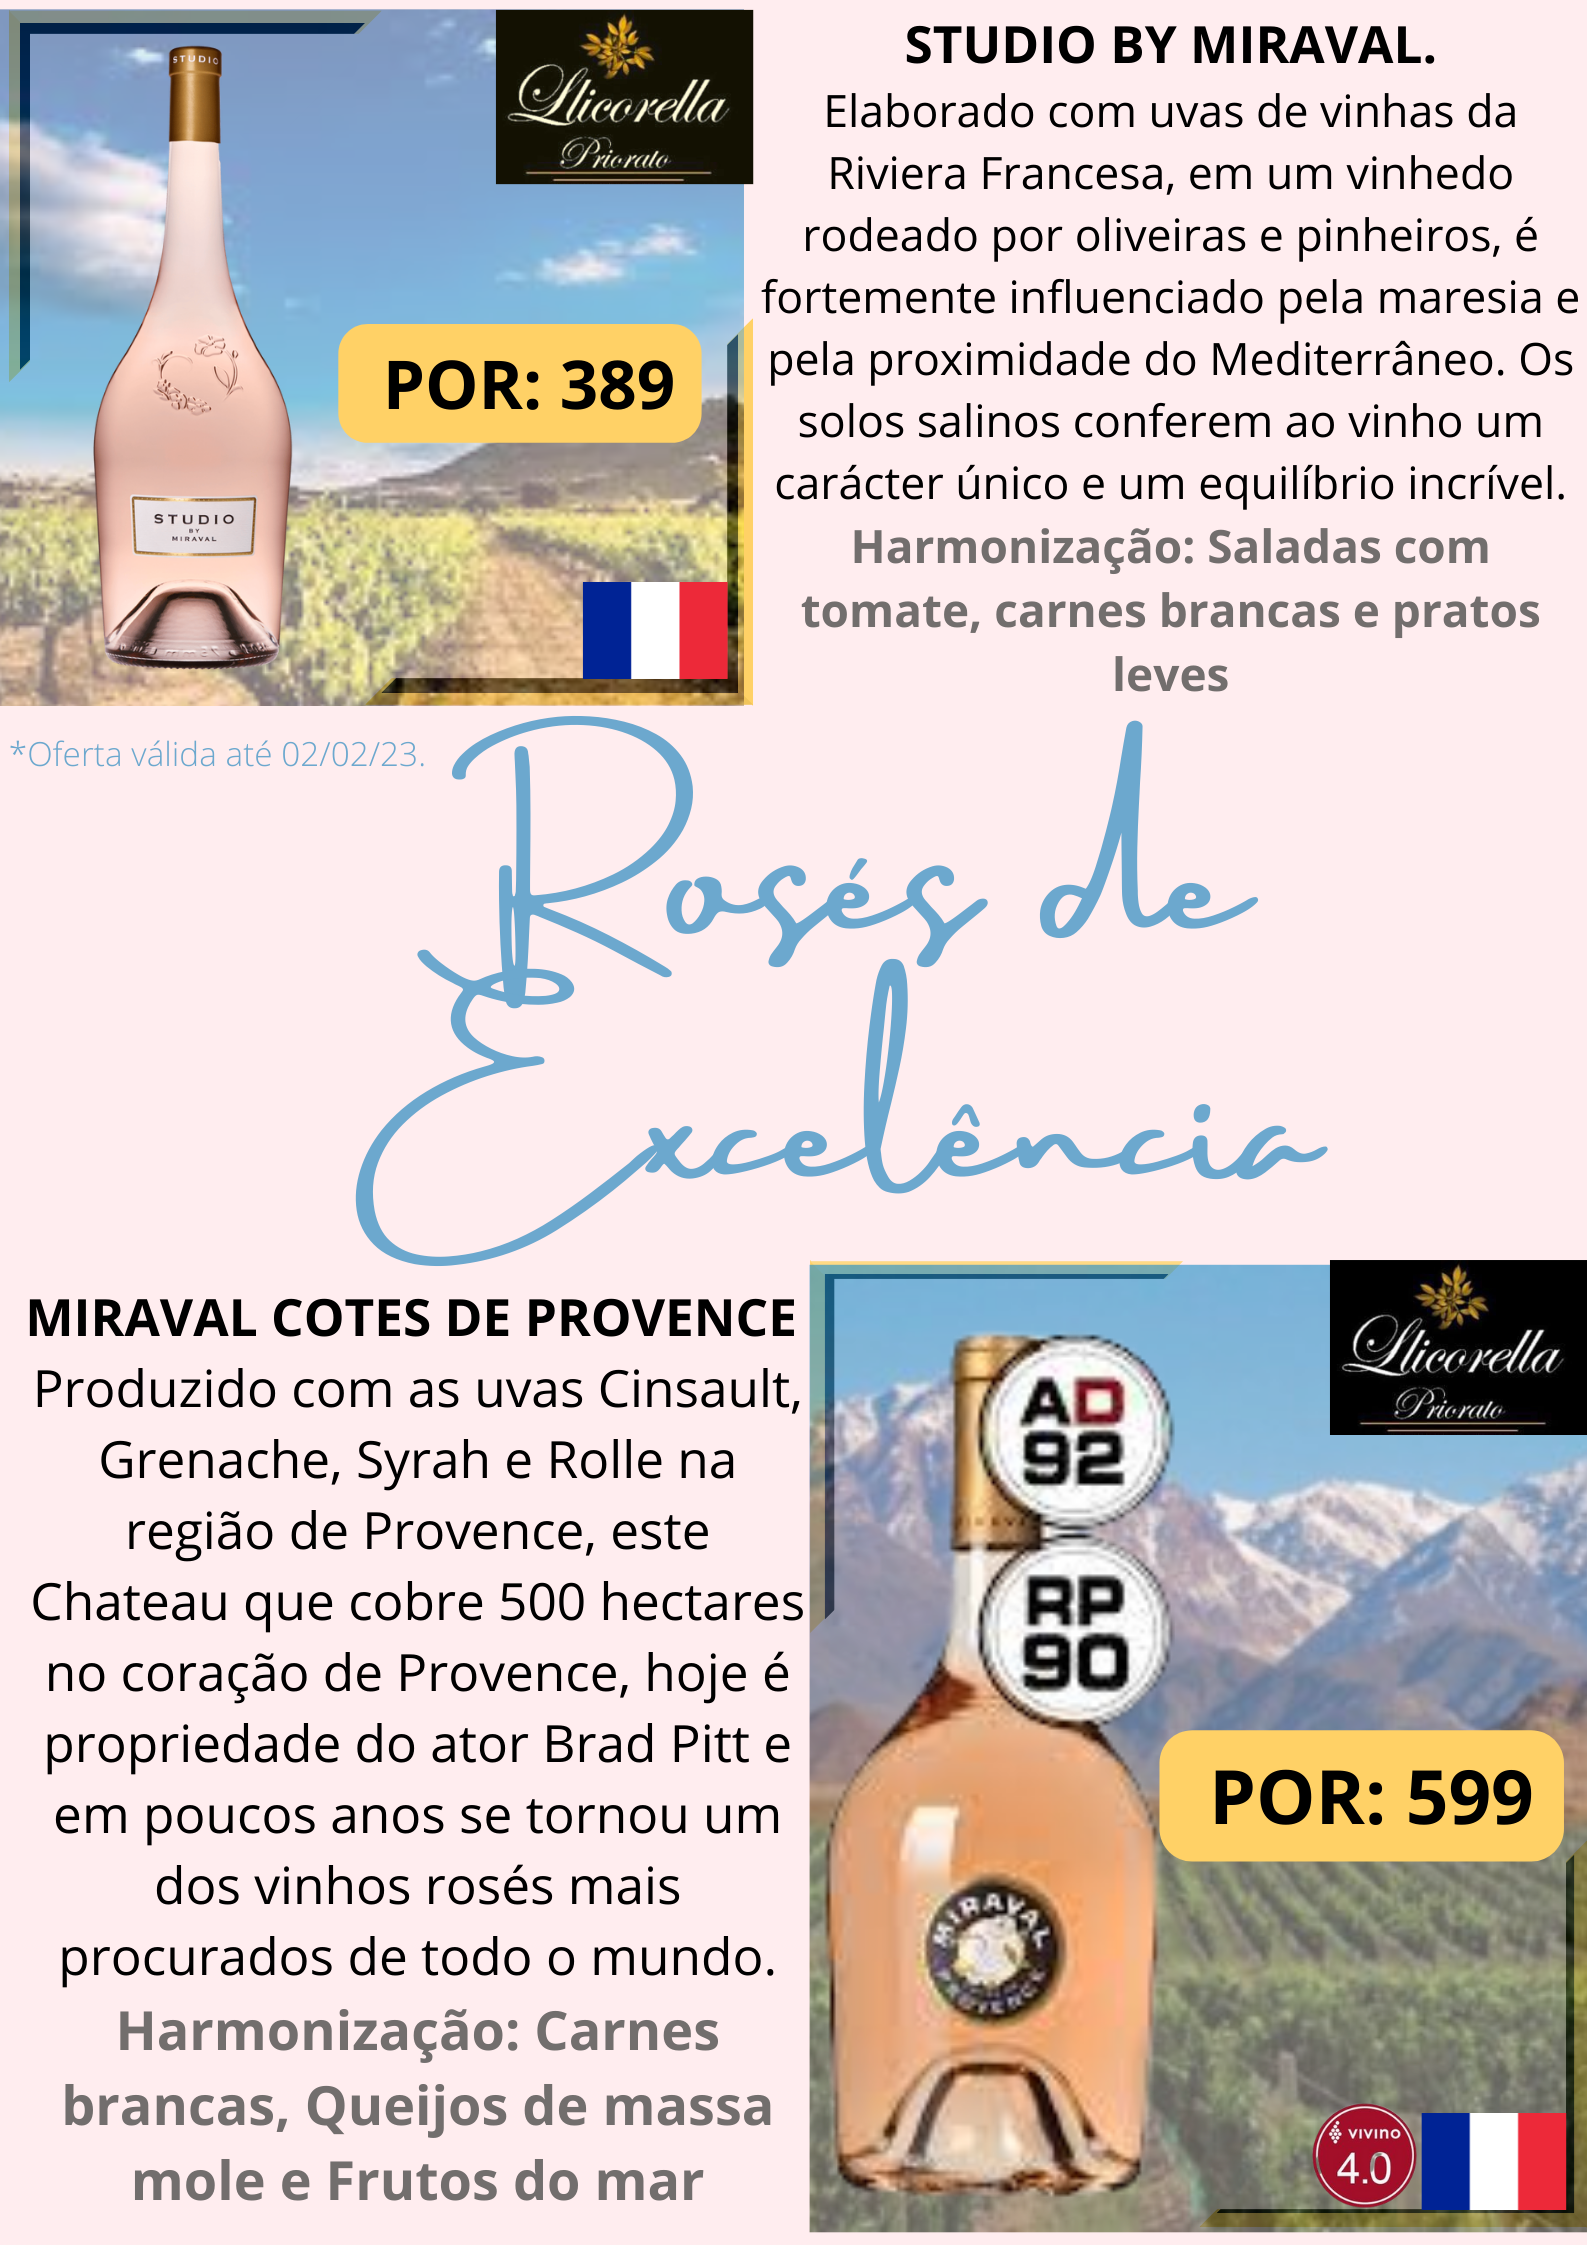 STUDIO
Llicorella
Priorato
POR: 389
STUDIO
BY
MIRAVAL
STUDIO BY MIRAVAL.
Elaborado com uvas de vinhas da
Riviera Francesa, em um vinhedo
rodeado por oliveiras e pinheiros, é
fortemente influenciado pela maresia e
pela proximidade do Mediterrâneo. Os
solos salinos conferem ao vinho um
carácter único e um equilíbrio incrível.
Harmonização: Saladas com
tomate, carnes brancas e pratos
leves
*Oferta válida até 02/02/23.
Rosés de
Excelência
MIRAVAL COTES DE PROVENCE
Produzido com as uvas Cinsault,
Grenache, Syrah e Rolle na
região de Provence, este
Chateau que cobre 500 hectares
no coração de Provence, hoje é
propriedade do ator Brad Pitt e
em poucos anos se tornou um
dos vinhos rosés mais
procurados de todo o mundo.
Harmonização: Carnes
brancas, Queijos de massa
mole e Frutos do mar
Llicorella
Priorato
AD
92
RP
90
POR: 599
MIRAVAL
PROVENCE
VIVINO
4.0